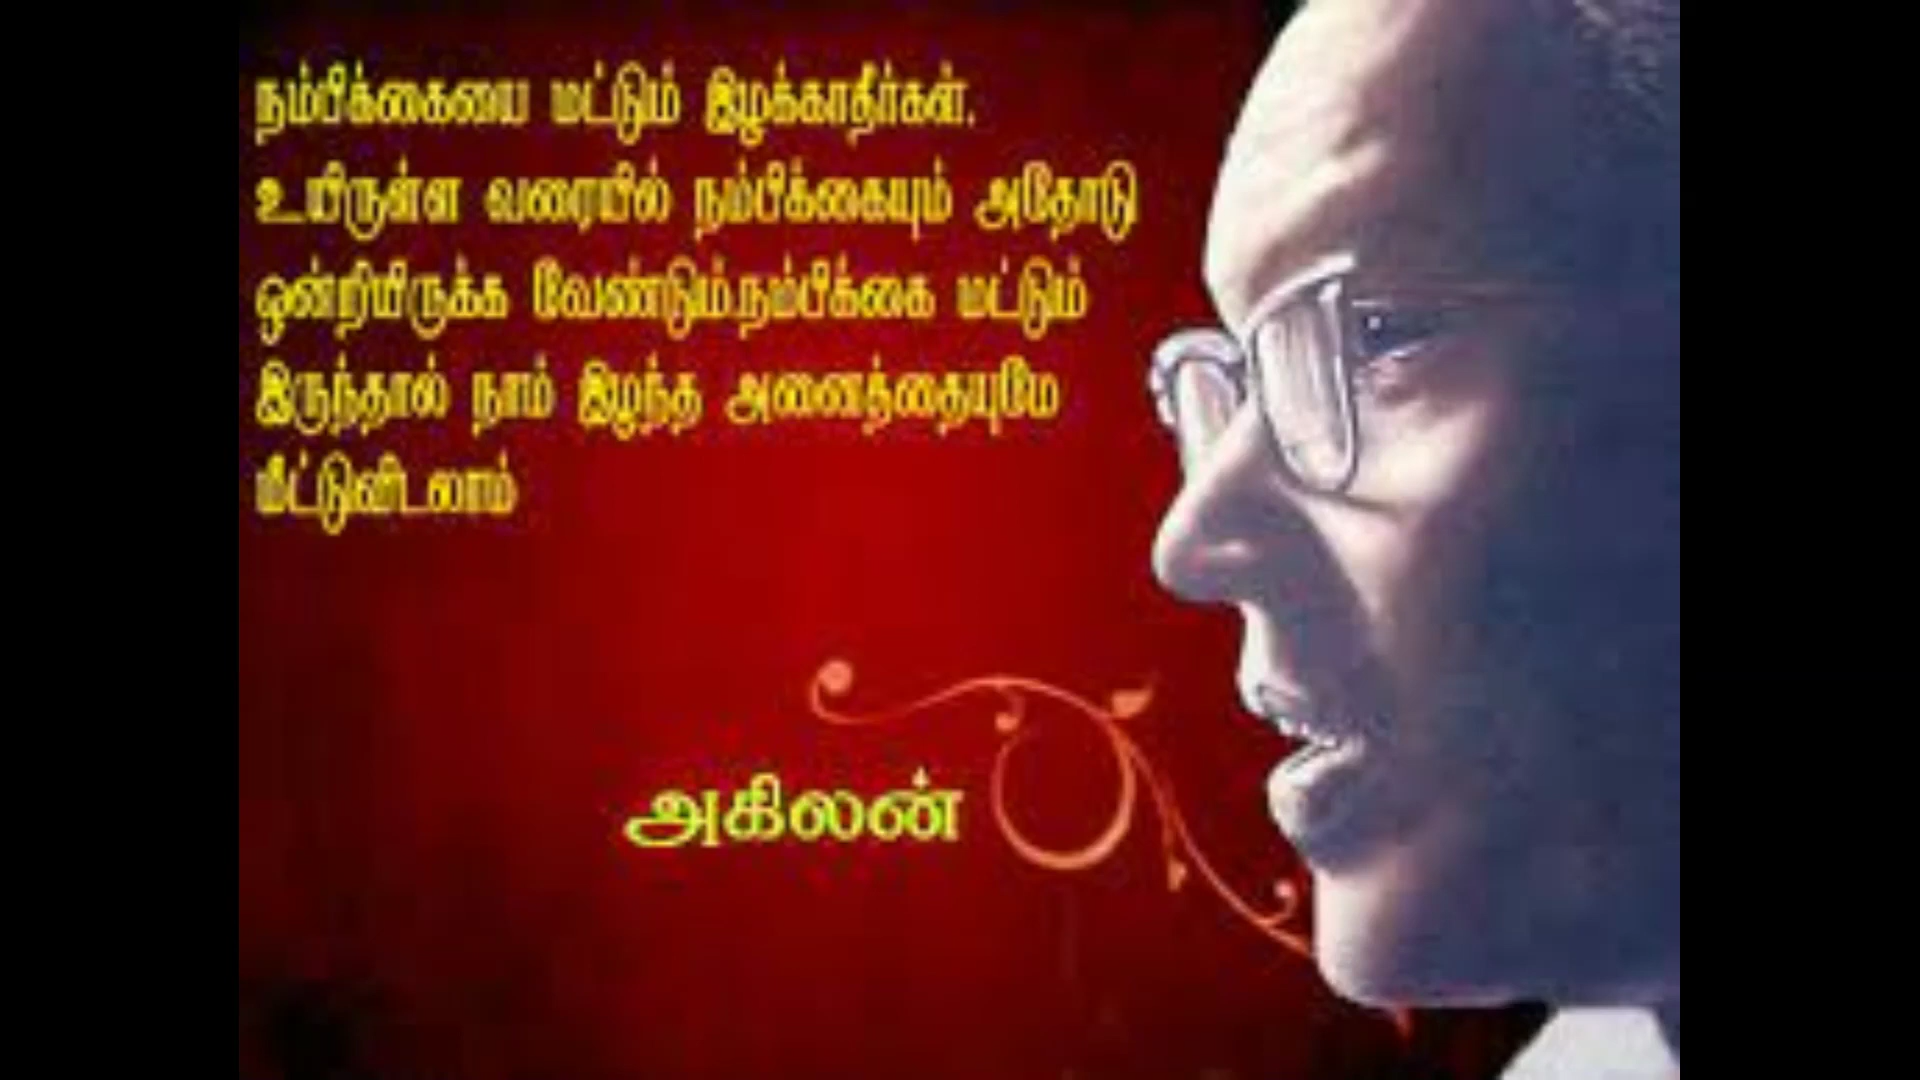 நம்பிக்கையை மட்டும் இழக்காதீர்கள்.
உயிருள்ள வரையில் நம்பிக்கையும் அதோடு
ஒன்றியிருக்க வேண்டும்.நம்பிக்கை மட்டும்
இருந்தால் நாம் இழந்த அனைத்தையுமே
மீட்டுவிடலாம்
அகிலன்